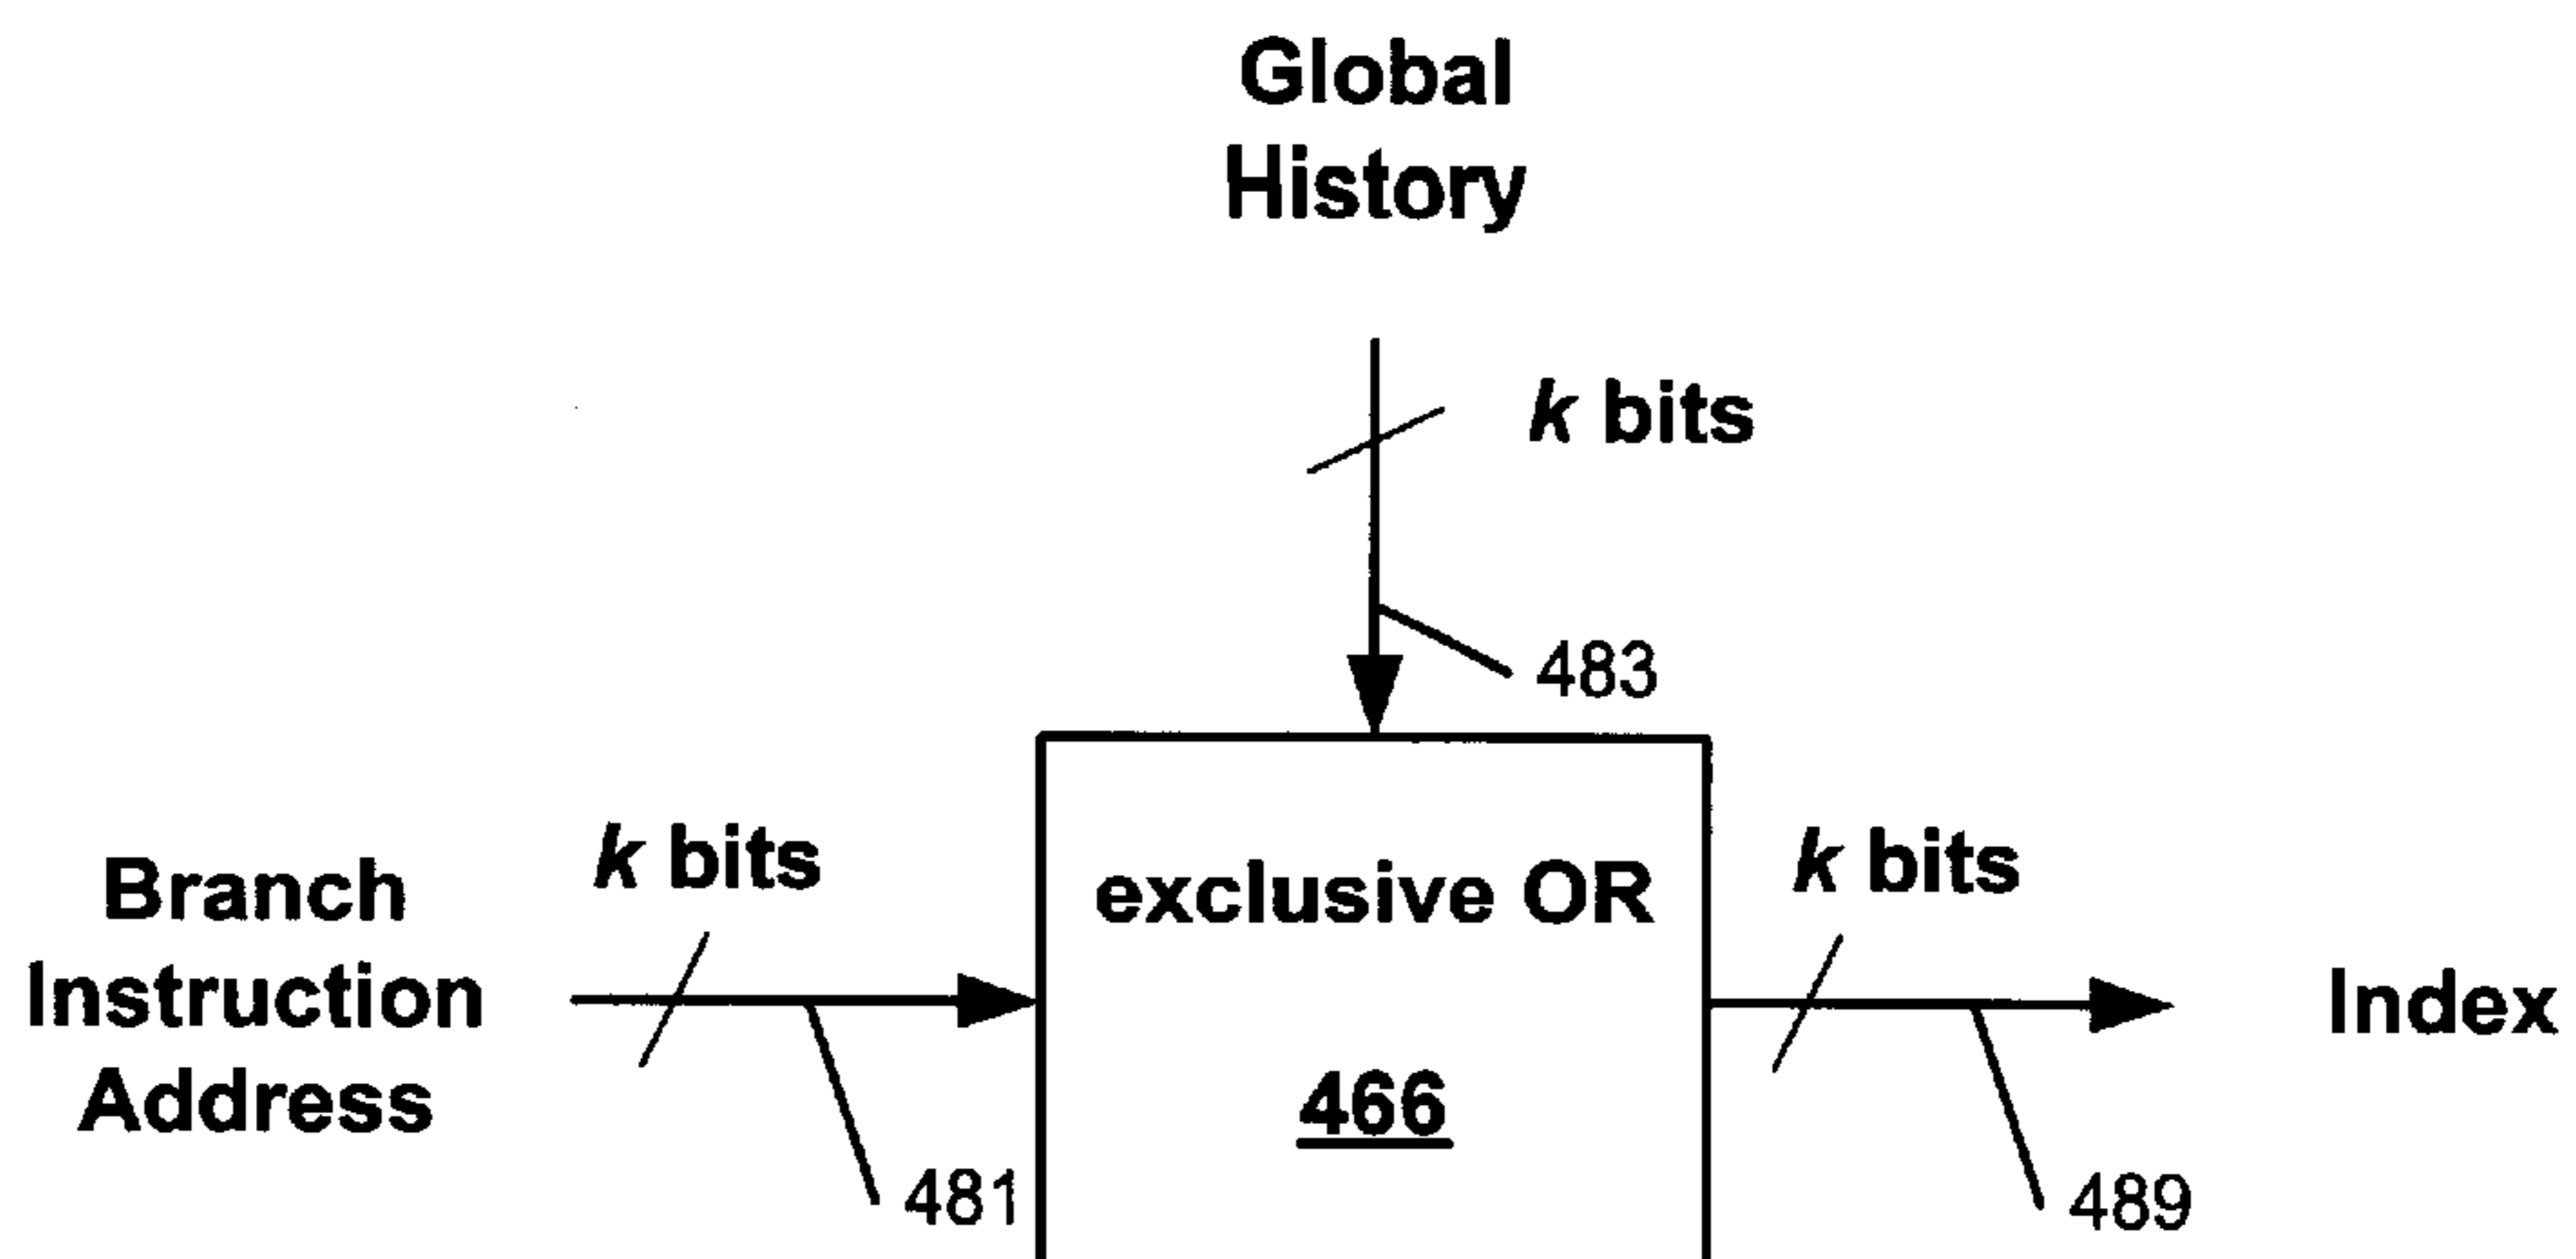 Global
History
k bits
483
k bits
k bits
Branch
Instruction
Address
exclusive OR
466
Index
481
489